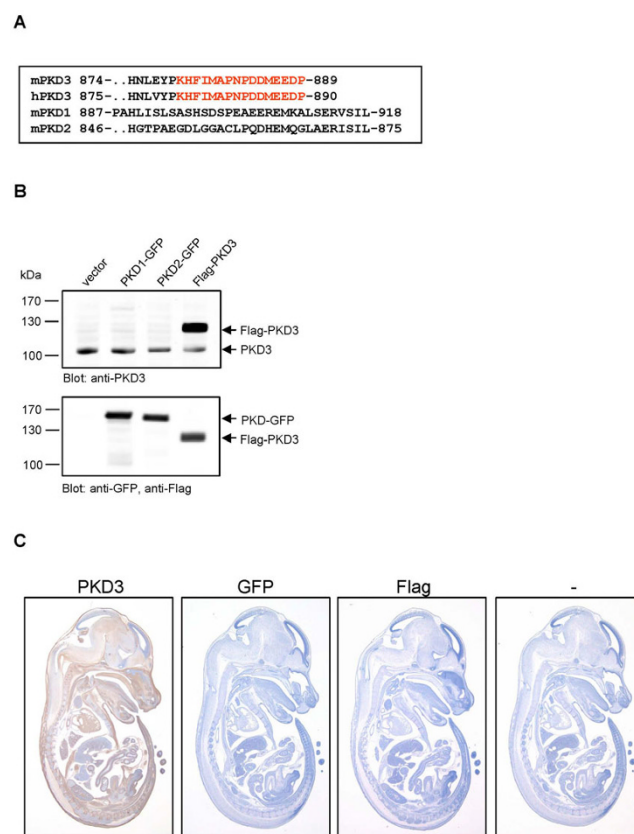 A
mPKD3 874-..HNLEYPKHFIMAPNPDDMEEDP-889
hPKD3 875-..HNLVYPKHFIMAPNPDDMEEDP-890
mPKD1 887-PAHLISLSASHSDSPEAEEREMKALSERVSIL-918
mPKD2 846-..HGTPAEGDLGGACLPQDHEMQGLAERISIL-875
B
kDa
vector
PKD1-GFP
PKD2-GFP
Flag-PKD3
170
130
Flag-PKD3
PKD3
100
Blot: anti-PKD3
170
PKD-GFP
130
Flag-PKD3
100
Blot: anti-GFP, anti-Flag
C
PKD3 GFP Flag -